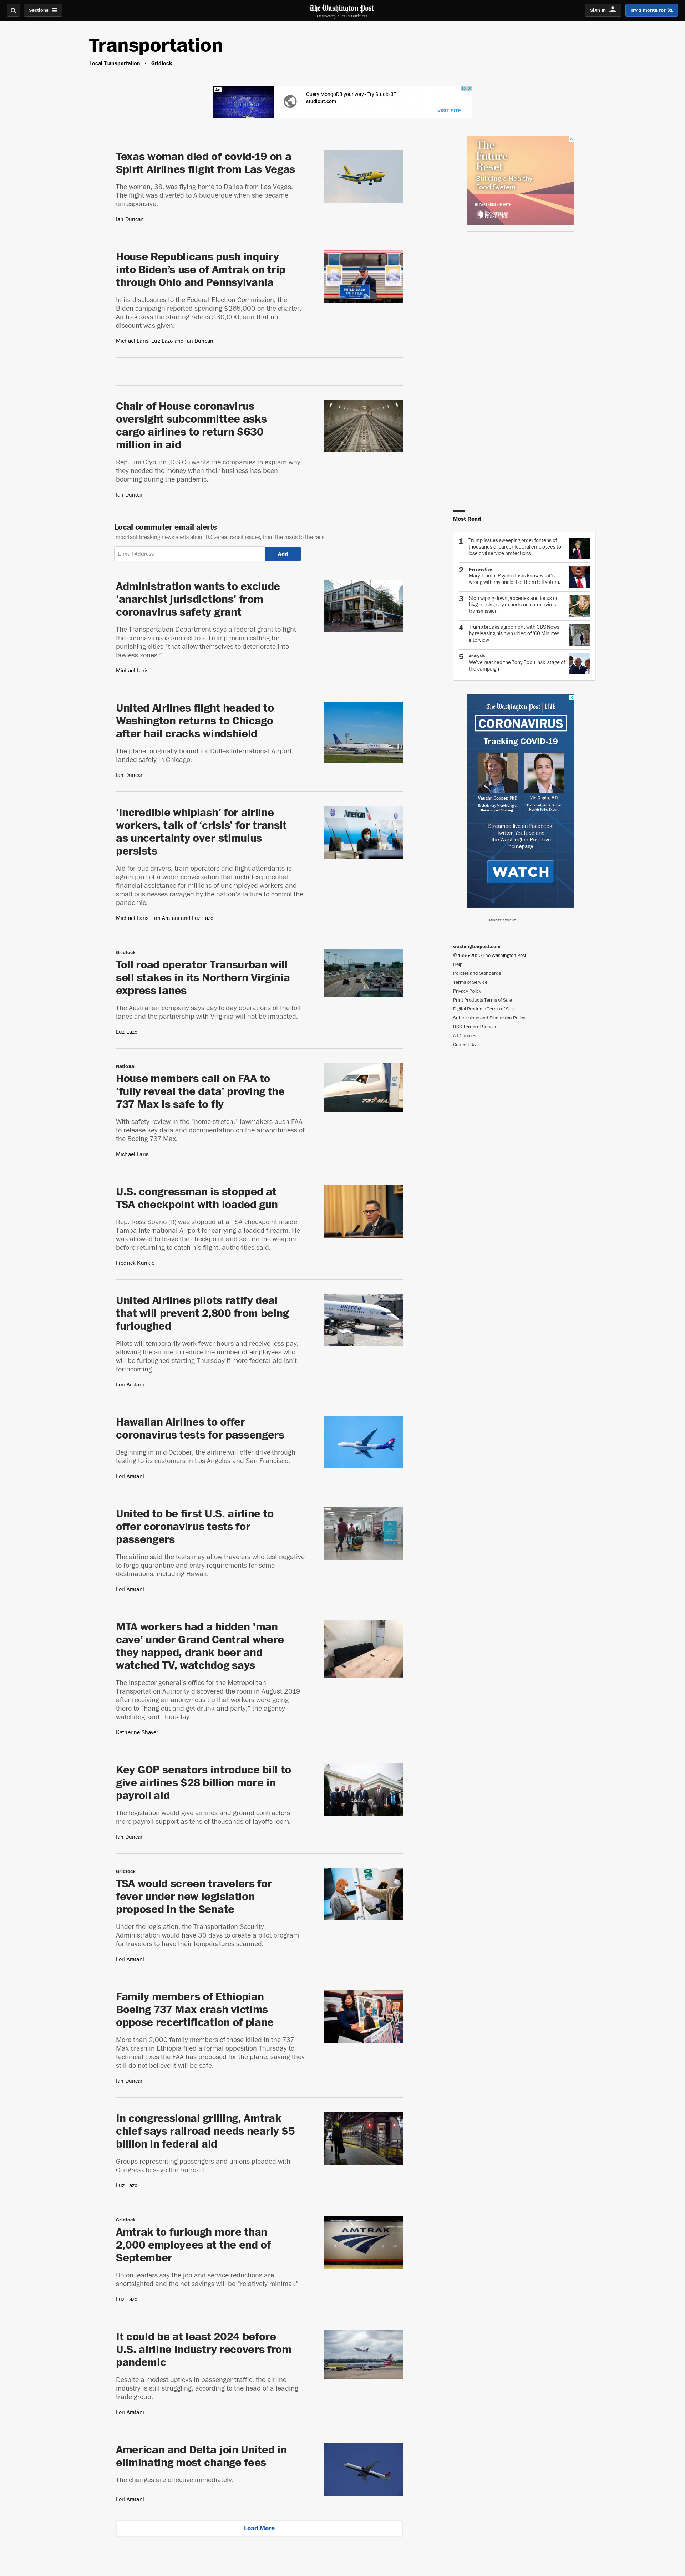 Sections
The Washington Post
Democracy Dies in Darkness
Sign In
Try 1 month for $1
Transportation
Local Transportation • Gridlock
Ad
Query MongoDB your way - Try Studio 3T
studio3t.com
VISIT SITE
Texas woman died of covid-19 on a
Spirit Airlines flight from Las Vegas
The woman, 38, was flying home to Dallas from Las Vegas.
The flight was diverted to Albuquerque when she became
unresponsive.
Ian Duncan
House Republicans push inquiry
into Biden's use of Amtrak on trip
through Ohio and Pennsylvania
In its disclosures to the Federal Election Commission, the
Biden campaign reported spending $265,000 on the charter.
Amtrak says the starting rate is $30,000, and that no
discount was given.
Michael Laris, Luz Lazo and Ian Duncan
Chair of House coronavirus
oversight subcommittee asks
cargo airlines to return $630
million in aid
Rep. Jim Clyburn (D-S.C.) wants the companies to explain why
they needed the money when their business has been
booming during the pandemic.
Ian Duncan
Local commuter email alerts
Important breaking news alerts about D.C.-area transit issues, from the roads to the rails.
E-mail Address
Add
Administration wants to exclude
‘anarchist jurisdictions’ from
coronavirus safety grant
The Transportation Department says a federal grant to fight
the coronavirus is subject to a Trump memo calling for
punishing cities "that allow themselves to deteriorate into
lawless zones."
Michael Laris
United Airlines flight headed to
Washington returns to Chicago
after hail cracks windshield
The plane, originally bound for Dulles International Airport,
landed safely in Chicago.
Ian Duncan
‘Incredible whiplash’ for airline
workers, talk of ‘crisis’ for transit
as uncertainty over stimulus
persists
Aid for bus drivers, train operators and flight attendants is
again part of a wider conversation that includes potential
financial assistance for millions of unemployed workers and
small businesses ravaged by the nation's failure to control the
pandemic.
Michael Laris, Lori Aratani and Luz Lazo
American
Gridlock
Toll road operator Transurban will
sell stakes in its Northern Virginia
express lanes
The Australian company says day-to-day operations of the toll
lanes and the partnership with Virginia will not be impacted.
Luz Lazo
National
House members call on FAA to
‘fully reveal the data’ proving the
737 Max is safe to fly
With safety review in the "home stretch," lawmakers push FAA
to release key data and documentation on the airworthiness of
the Boeing 737 Max.
Michael Laris
737 MAX
U.S. congressman is stopped at
TSA checkpoint with loaded gun
Rep. Ross Spano (R) was stopped at a TSA checkpoint inside
Tampa International Airport for carrying a loaded firearm. He
was allowed to leave the checkpoint and secure the weapon
before returning to catch his flight, authorities said.
Fredrick Kunkle
United Airlines pilots ratify deal
that will prevent 2,800 from being
furloughed
Pilots will temporarily work fewer hours and receive less pay,
allowing the airline to reduce the number of employees who
will be furloughed starting Thursday if more federal aid isn't
forthcoming.
Lori Aratani
UNITED
Hawaiian Airlines to offer
coronavirus tests for passengers
Beginning in mid-October, the airline will offer drive-through
testing to its customers in Los Angeles and San Francisco.
Lori Aratani
United to be first U.S. airline to
offer coronavirus tests for
passengers
The airline said the tests may allow travelers who test negative
to forgo quarantine and entry requirements for some
destinations, including Hawaii.
Lori Aratani
MTA workers had a hidden 'man
cave’ under Grand Central where
they napped, drank beer and
watched TV, watchdog says
The inspector general's office for the Metropolitan
Transportation Authority discovered the room in August 2019
after receiving an anonymous tip that workers were going
there to "hang out and get drunk and party," the agency
watchdog said Thursday.
Katherine Shaver
Key GOP senators introduce bill to
give airlines $28 billion more in
payroll aid
The legislation would give airlines and ground contractors
more payroll support as tens of thousands of layoffs loom.
Ian Duncan
Gridlock
TSA would screen travelers for
fever under new legislation
proposed in the Senate
Under the legislation, the Transportation Security
Administration would have 30 days to create a pilot program
for travelers to have their temperatures scanned.
Lori Aratani
Family members of Ethiopian
Boeing 737 Max crash victims
oppose recertification of plane
More than 2,000 family members of those killed in the 737
Max crash in Ethiopia filed a formal opposition Thursday to
technical fixes the FAA has proposed for the plane, saying they
still do not believe it will be safe.
Ian Duncan
In congressional grilling, Amtrak
chief says railroad needs nearly $5
billion in federal aid
Groups representing passengers and unions pleaded with
Congress to save the railroad.
Luz Lazo
Gridlock
Amtrak to furlough more than
2,000 employees at the end of
September
Union leaders say the job and service reductions are
shortsighted and the net savings will be "relatively minimal."
Luz Lazo
AMTRAK
It could be at least 2024 before
U.S. airline industry recovers from
pandemic
Despite a modest upticks in passenger traffic, the airline
industry is still struggling, according to the head of a leading
trade group.
Lori Aratani
American and Delta join United in
eliminating most change fees
The changes are effective immediately.
Lori Aratani
Load More
The
Future
Reset
Building a Healthy
Food System
IN PARTNERSHIP WITH
Most Read
1 Trump issues sweeping order for tens of
thousands of career federal employees to
lose civil service protections
2 Perspective
Mary Trump: Psychiatrists know what's
wrong with my uncle. Let them tell voters.
3 Stop wiping down groceries and focus on
bigger risks, say experts on coronavirus
transmission
4 Trump breaks agreement with CBS News
by releasing his own video of '60 Minutes'
interview
5 Analysis
We've reached the Tony Bobulinski stage of
the campaign
The Washington Post LIVE
CORONAVIRUS
Tracking COVID-19
Vaughn Cooper, PhD
Evolutionary Microbiologist
University of Pittsburgh
Vin Gupta, MD
Pulmonologist & Global
Health Policy Expert
Streamed live on Facebook,
Twitter, YouTube and
The Washington Post Live
homepage
WATCH
ADVERTISEMENT
washingtonpost.com
© 1996-2020 The Washington Post
Help
Policies and Standards
Terms of Service
Privacy Policy
Print Products Terms of Sale
Digital Products Terms of Sale
Submissions and Discussion Policy
RSS Terms of Service
Ad Choices
Contact Us